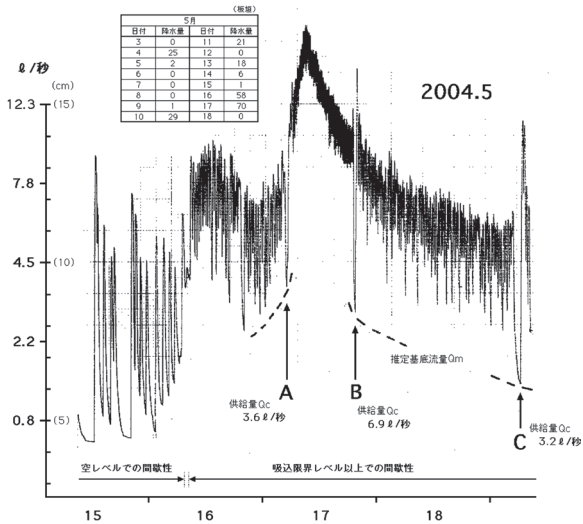 (板垣)
5月
日付 降水量 日付 降水量
3 0 11 21
4 25 12 0
5 2 13 18
6 0 14 6
7 0 15 1
8 0 16 58
9 1 17 70
10 29 18 0
ℓ/秒
(cm)
2004.5
12.3 (15)
7.8
4.5 (10)
2.2
0.8 (5)
推定基底流量Qm
A
供給量Qc
3.6ℓ/秒
B
供給量Qc
6.9ℓ/秒
C
供給量Qc
3.2ℓ/秒
空レベルでの間歇性
吸込限界レベル以上での間歇性
15 16 17 18